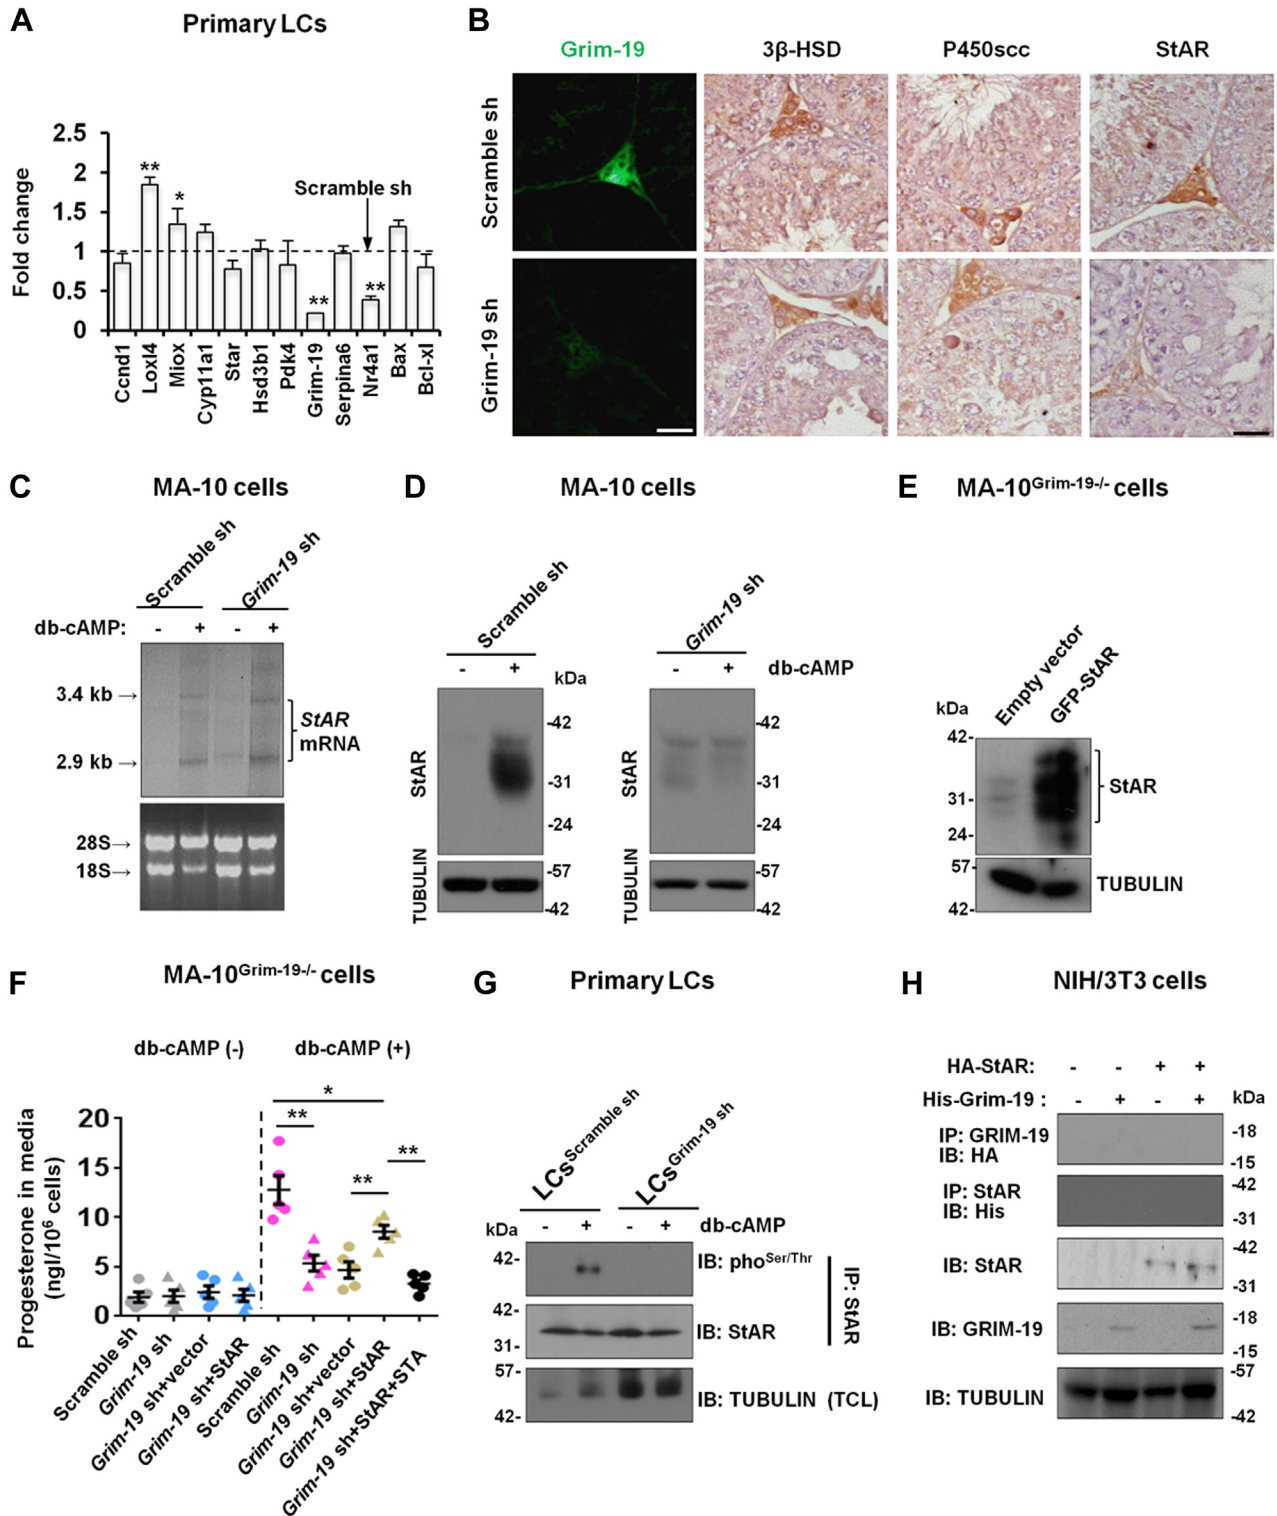 A
Primary LCs
Fold change
2.5
2
1.5
1
0.5
0
**
*
Scramble sh
**
**
Ccnd1
Loxl4
Miox
Cyp11a1
Star
Hsd3b1
Pdk4
Grim-19
Serpina6
Nr4a1
Bax
Bcl-xl
B
Grim-19 3β-HSD P450scc StAR
Scramble sh
Grim-19 sh
C
MA-10 cells
Scramble sh
Grim-19 sh
db-cAMP: - + - +
3.4 kb →
2.9 kb →
StAR
mRNA
28S→
18S→
D
MA-10 cells
Scramble sh
- +
kDa
StAR
-42
-31
-24
TUBULIN
-57
-42
Grim-19 sh
- + db-cAMP
StAR
-42
-31
-24
TUBULIN
-57
-42
E
MA-10Grim-19-/- cells
Empty vector
GFP-StAR
kDa
42-
31-
24-
StAR
57-
42-
TUBULIN
F
MA-10Grim-19-/- cells
db-cAMP (-) db-cAMP (+)
Progesterone in media
(ngl/10⁶ cells)
20
15
10
5
0
*
**
**
**
Scramble sh
Grim-19 sh
Grim-19 sh+vector
Grim-19 sh+StAR
Scramble sh
Grim-19 sh
Grim-19 sh+vector
Grim-19 sh+StAR
Grim-19 sh+StAR+STA
G
Primary LCs
LCsScramble sh
LCsGrim-19 sh
kDa - + - + db-cAMP
42-
IB: phoSer/Thr
42-
31-
IB: StAR
IP: StAR
57-
42-
IB: TUBULIN (TCL)
H
NIH/3T3 cells
HA-StAR: - - + +
His-Grim-19 : - + - + kDa
IP: GRIM-19
IB: HA
-18
-15
IP: StAR
IB: His
-42
-31
IB: StAR
-42
-31
IB: GRIM-19
-18
-15
IB: TUBULIN
-57
-42